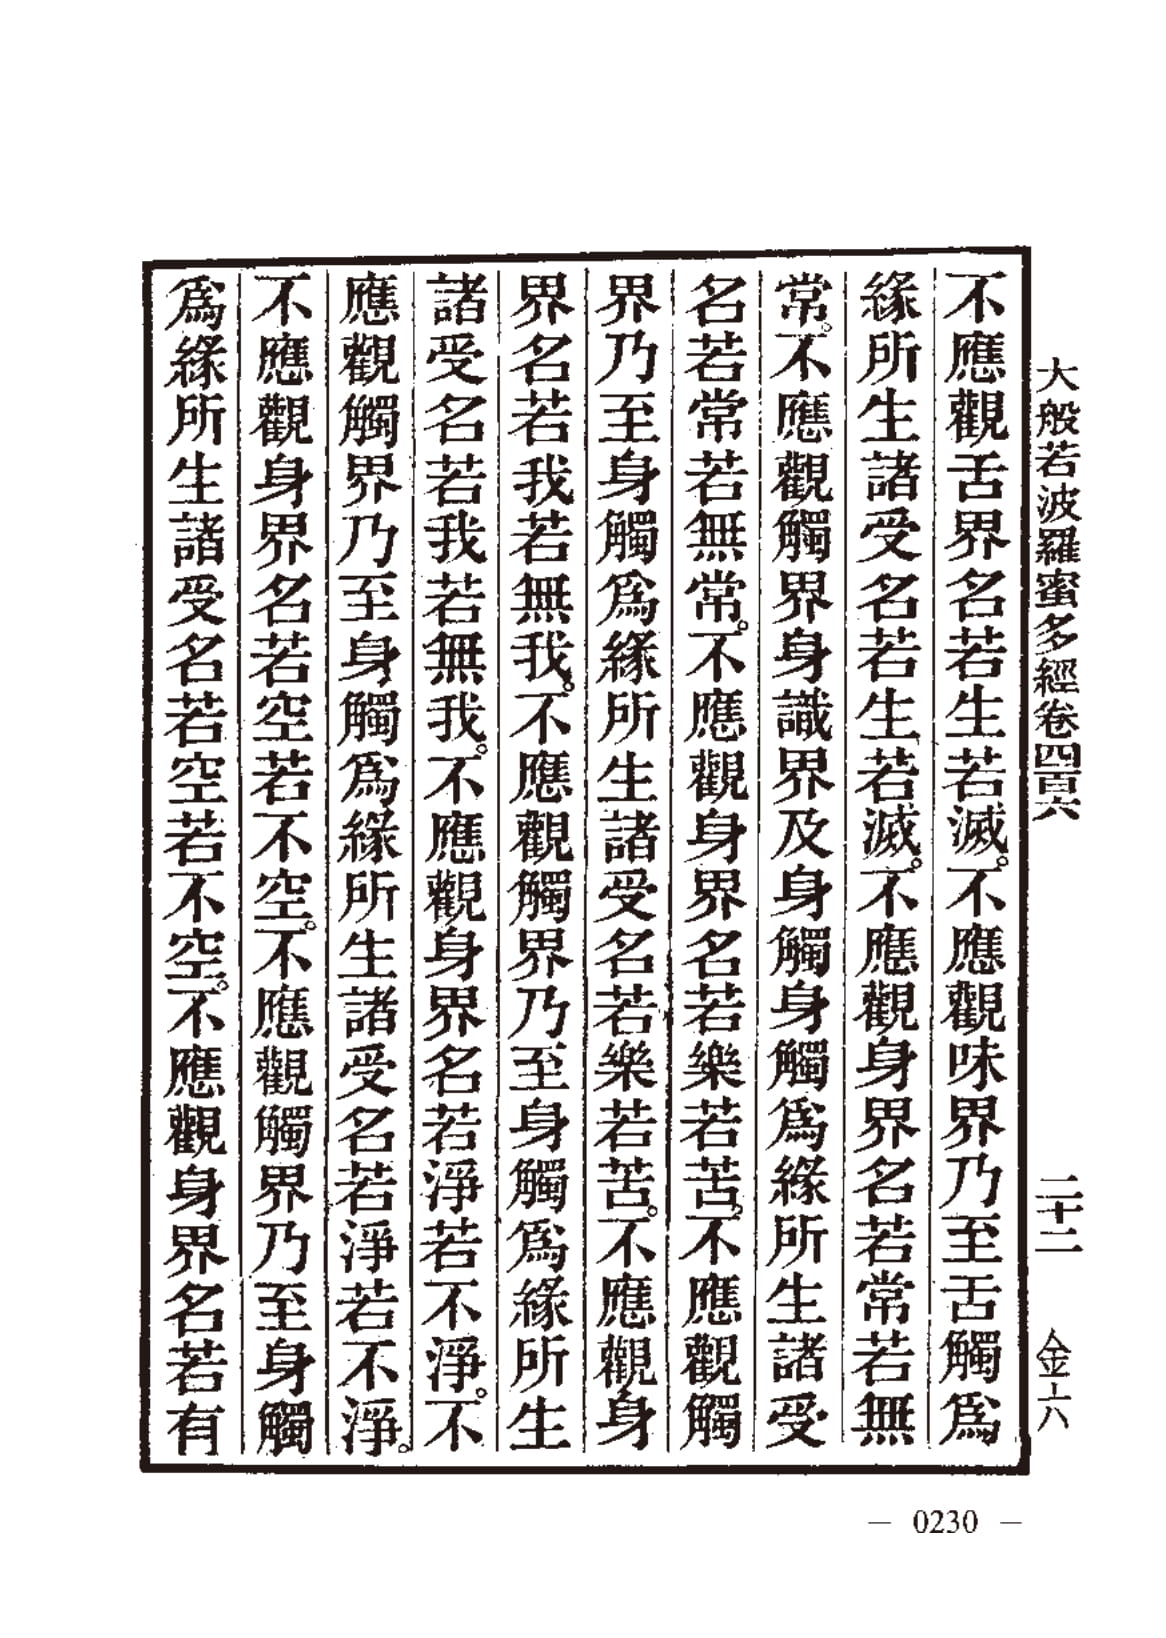 大般若波羅蜜多經卷四百六　二十二　金六
不應觀舌界名若生若滅。不應觀味界乃至舌觸爲
緣所生諸受名若生若滅。不應觀身界名若常若無
常。不應觀觸界身識界及身觸身觸爲緣所生諸受
名若常若無常。不應觀身界名若樂若苦。不應觀觸
界乃至身觸爲緣所生諸受名若樂若苦。不應觀身
界名若我若無我。不應觀觸界乃至身觸爲緣所生
諸受名若我若無我。不應觀身界名若淨若不淨。不
應觀觸界乃至身觸爲緣所生諸受名若淨若不淨。
不應觀身界名若空若不空。不應觀觸界乃至身觸
爲緣所生諸受名若空若不空。不應觀身界名若有
— 0230 —